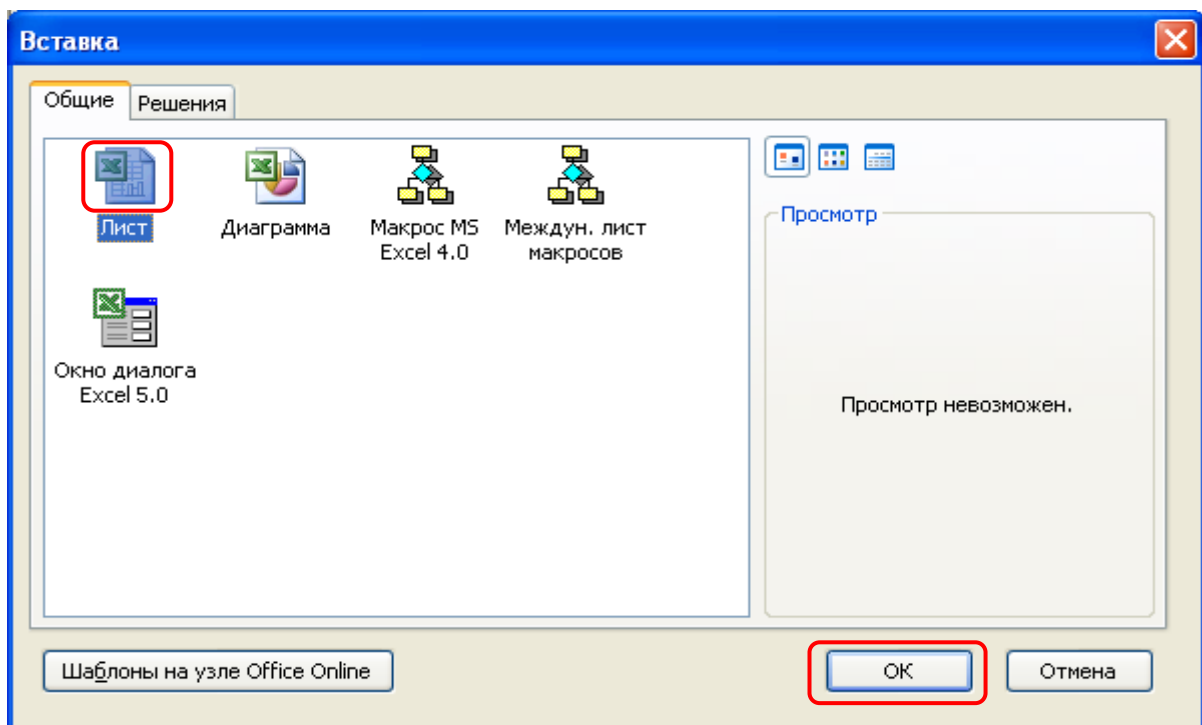 Вставка
Общие
Решения
Лист
Диаграмма
Макрос MS
Excel 4.0
Междун. лист
макросов
Окно диалога
Excel 5.0
Просмотр
Просмотр невозможен.
Шаблоны на узле Office Online
ОК
Отмена